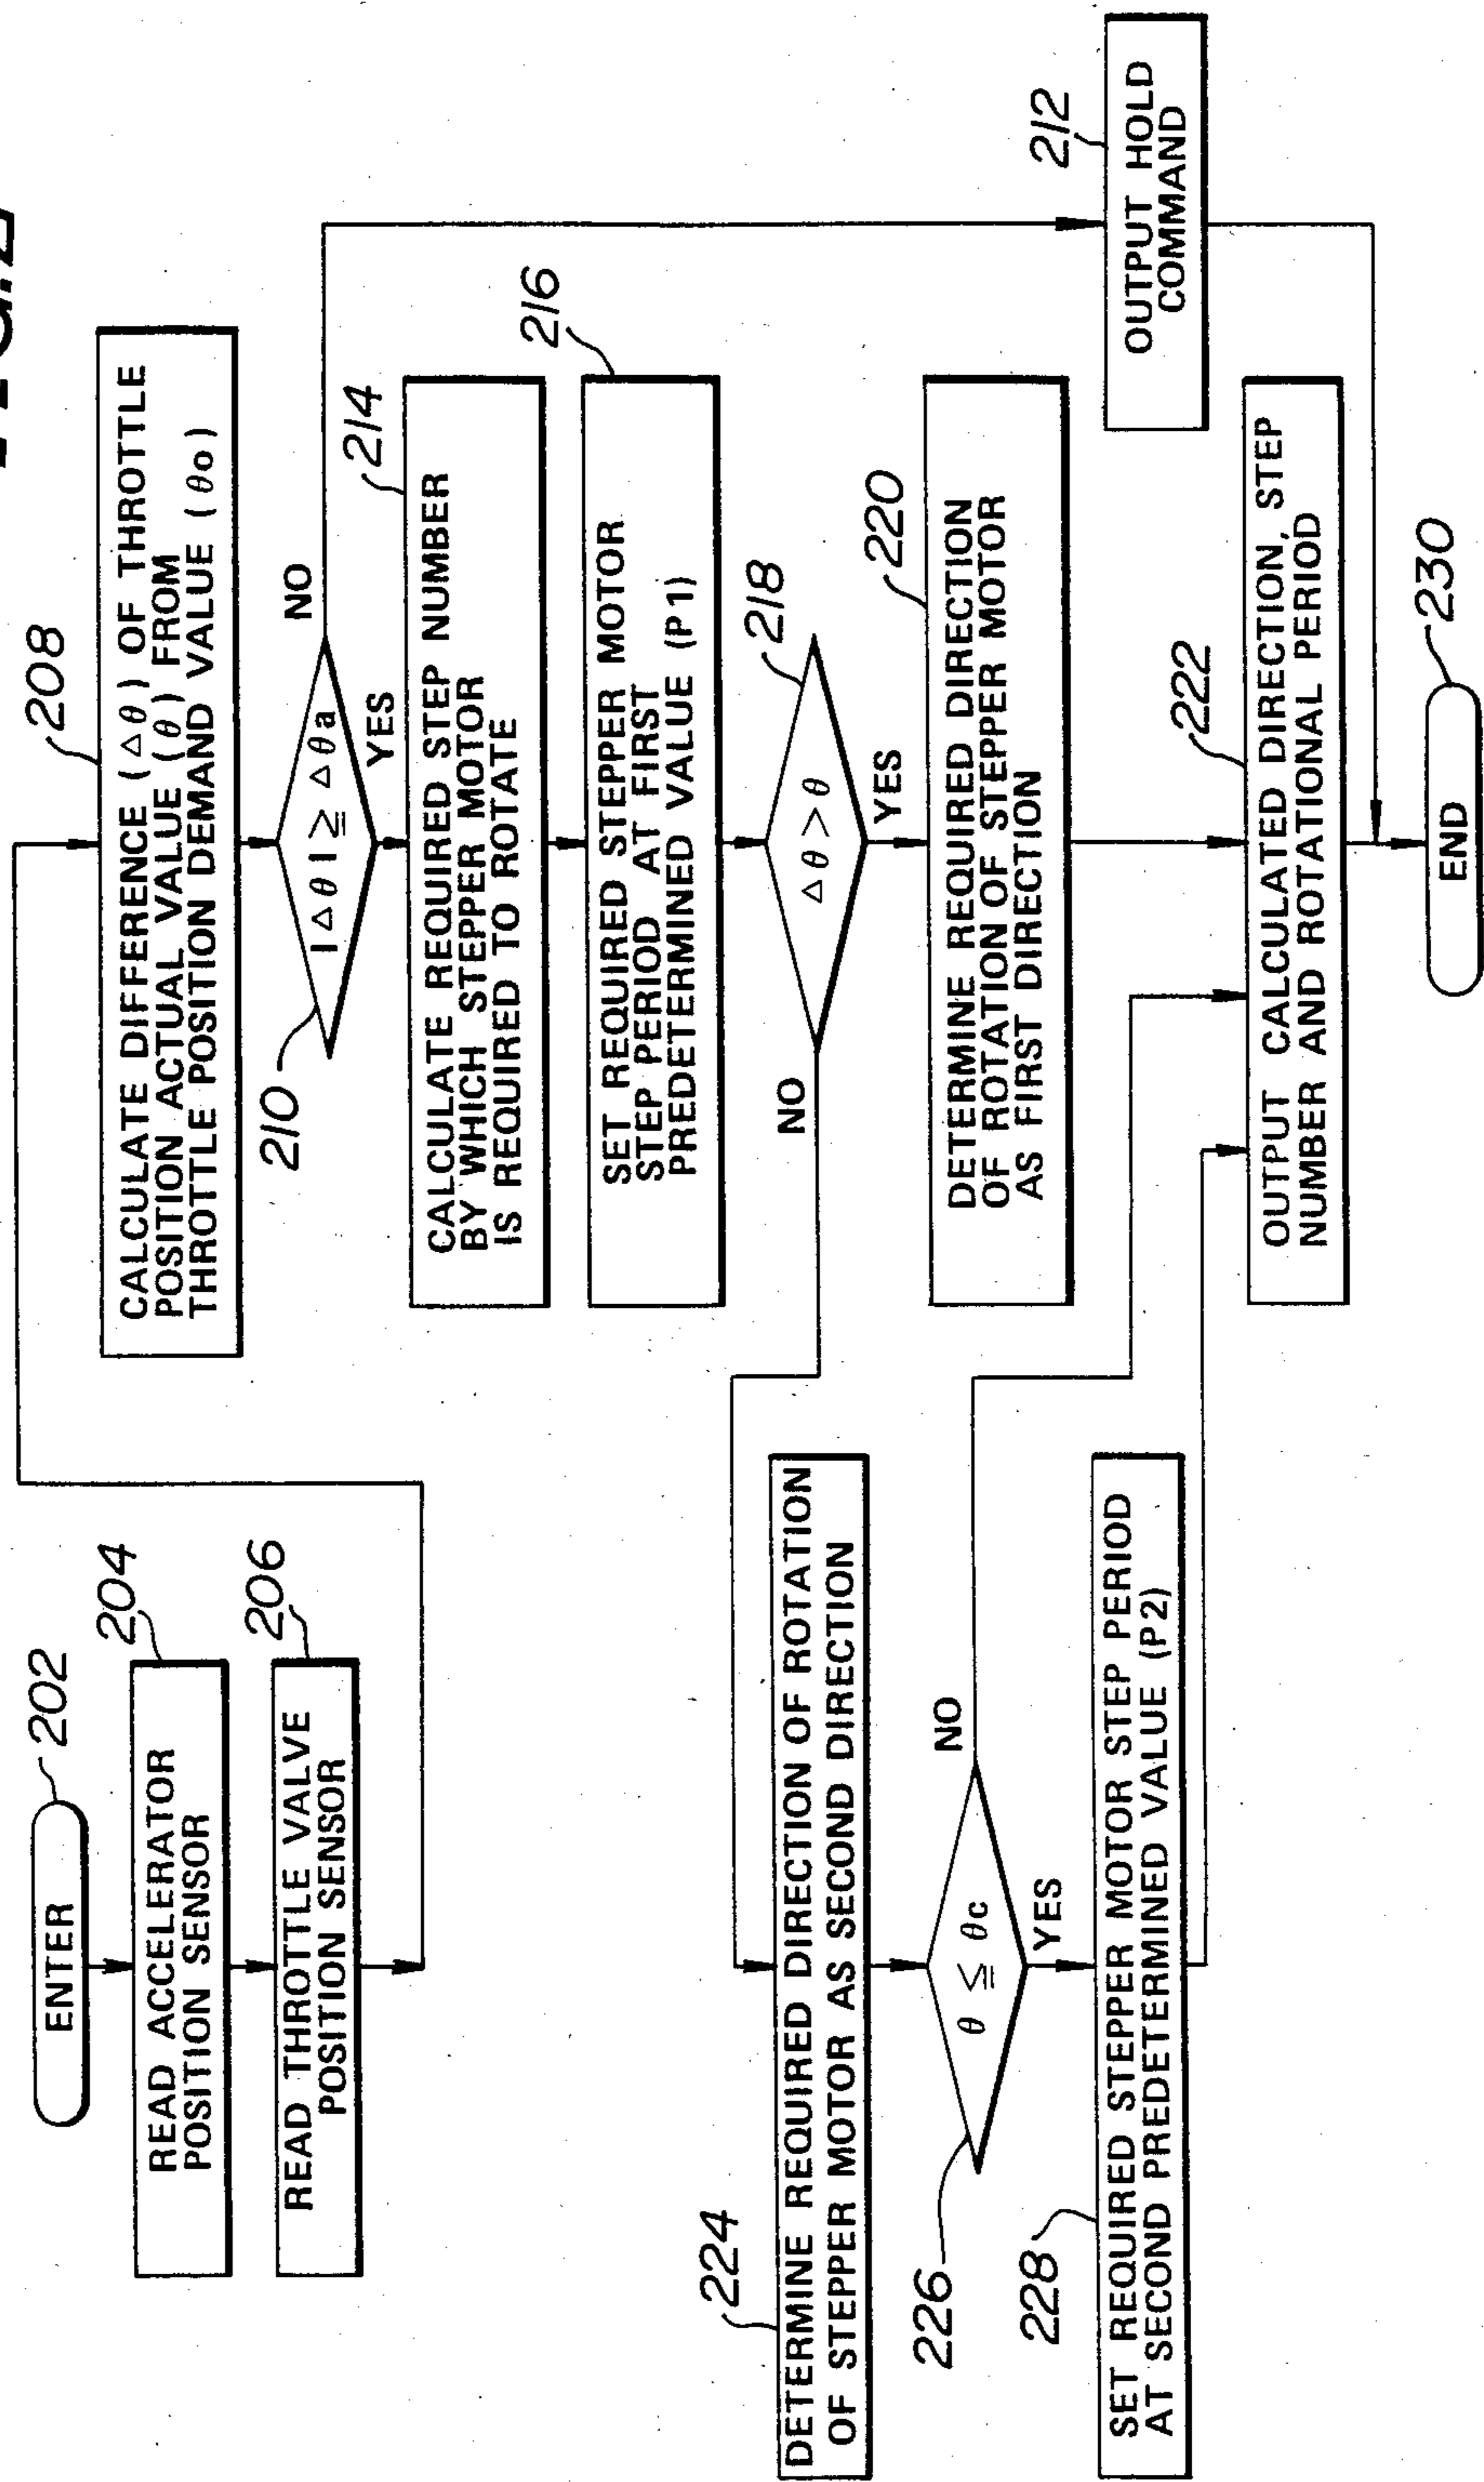 ENTER
202
READ ACCELERATOR
POSITION SENSOR
204
READ THROTTLE VALVE
POSITION SENSOR
206
208
CALCULATE DIFFERENCE (△θ) OF THROTTLE
POSITION ACTUAL VALUE (θ) FROM
THROTTLE POSITION DEMAND VALUE (θo)
210
|△θ| ≧ △θa
NO
YES
214
CALCULATE REQUIRED STEP NUMBER
BY WHICH STEPPER MOTOR
IS REQUIRED TO ROTATE
216
SET REQUIRED STEPPER MOTOR
STEP PERIOD AT FIRST
PREDETERMINED VALUE (P1)
218
△θ > θ
NO
YES
220
DETERMINE REQUIRED DIRECTION
OF ROTATION OF STEPPER MOTOR
AS FIRST DIRECTION
212
OUTPUT HOLD
COMMAND
224
DETERMINE REQUIRED DIRECTION OF ROTATION
OF STEPPER MOTOR AS SECOND DIRECTION
226
θ ≦ θc
NO
YES
228
SET REQUIRED STEPPER MOTOR STEP PERIOD
AT SECOND PREDETERMINED VALUE (P2)
222
OUTPUT CALCULATED DIRECTION, STEP
NUMBER AND ROTATIONAL PERIOD
END
230